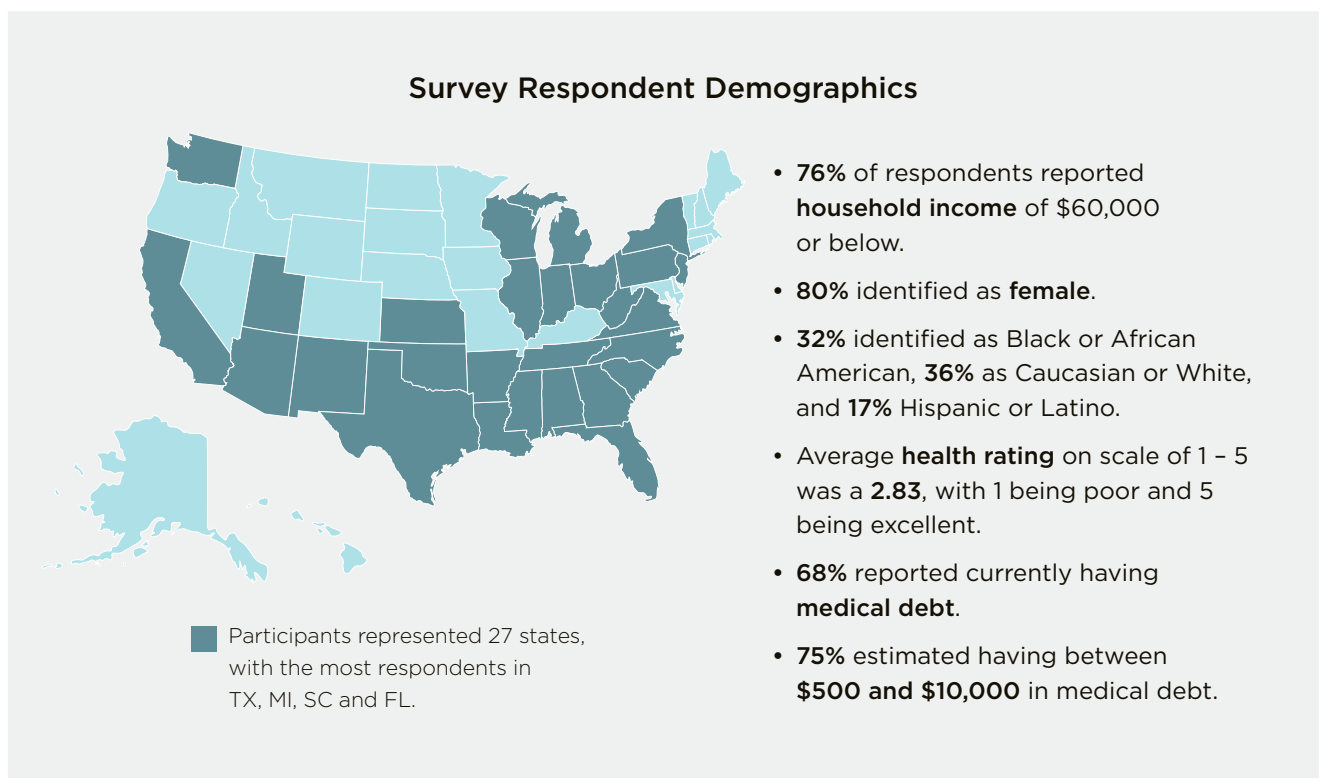 Survey Respondent Demographics
• 76% of respondents reported
household income of $60,000
or below.
• 80% identified as female.
• 32% identified as Black or African
American, 36% as Caucasian or White,
and 17% Hispanic or Latino.
• Average health rating on scale of 1 – 5
was a 2.83, with 1 being poor and 5
being excellent.
• 68% reported currently having
medical debt.
• 75% estimated having between
$500 and $10,000 in medical debt.
Participants represented 27 states,
with the most respondents in
TX, MI, SC and FL.